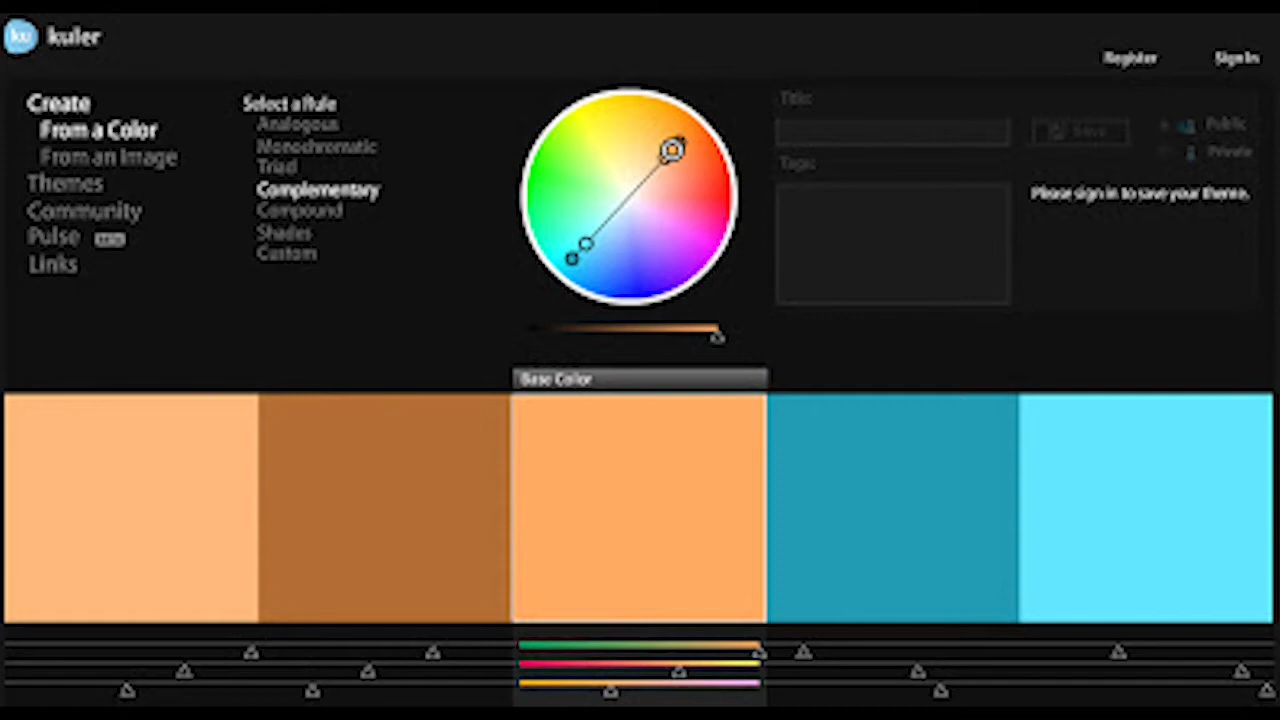 ku kuler
Register
Sign In
Create
From a Color
From an Image
Themes
Community
Pulse
Links
Select a Rule
Analogous
Monochromatic
Triad
Complementary
Compound
Shades
Custom
Title:
Tags:
Save
Public
Private
Please sign in to save your theme.
Base Color